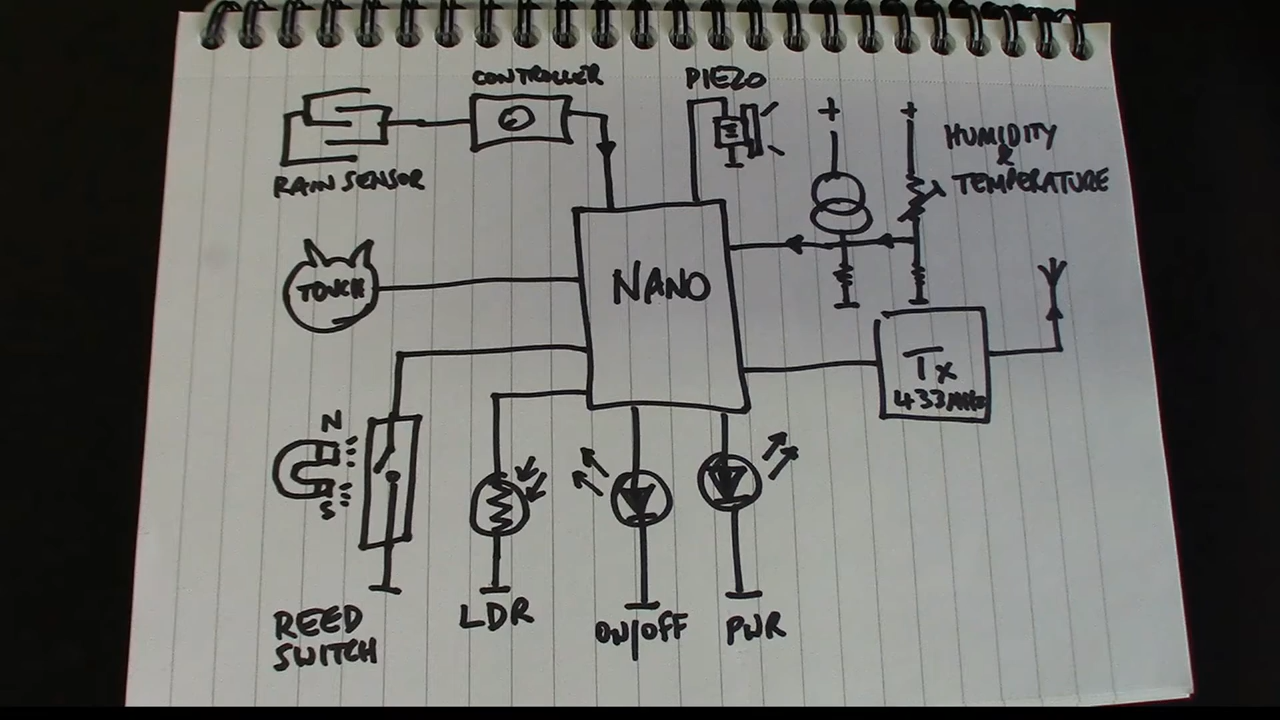 CONTROLLER
PIEZO
+
+
HUMIDITY
&
TEMPERATURE
RAIN SENSOR
TOUCH
NANO
Tx
433MHz
N
S
REED
SWITCH
LDR
ON/OFF
PWR